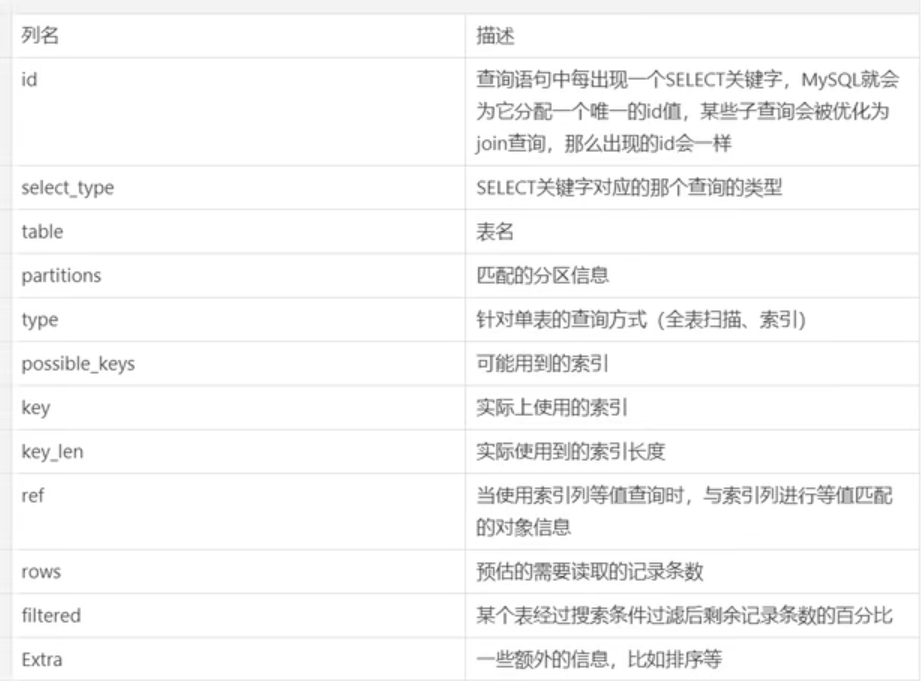 列名 描述
id 查询语句中每出现一个SELECT关键字，MySQL就会
为它分配一个唯一的id值，某些子查询会被优化为
join查询，那么出现的id会一样
select_type SELECT关键字对应的那个查询的类型
table 表名
partitions 匹配的分区信息
type 针对单表的查询方式（全表扫描、索引）
possible_keys 可能用到的索引
key 实际上使用的索引
key_len 实际使用到的索引长度
ref 当使用索引列等值查询时，与索引列进行等值匹配
的对象信息
rows 预估的需要读取的记录条数
filtered 某个表经过搜索条件过滤后剩余记录条数的百分比
Extra 一些额外的信息，比如排序等